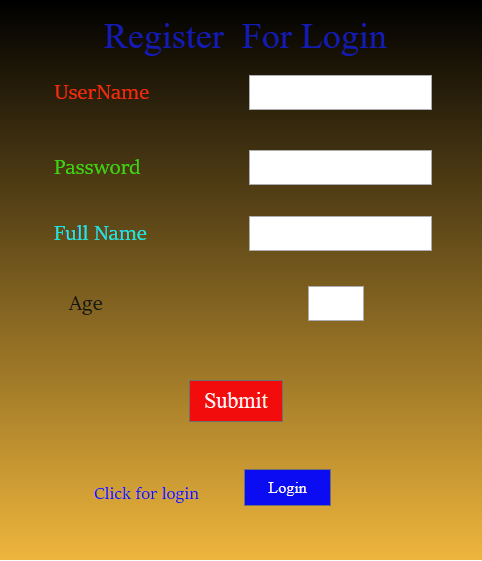 Register For Login
UserName
Password
Full Name
Age
Submit
Click for login Login